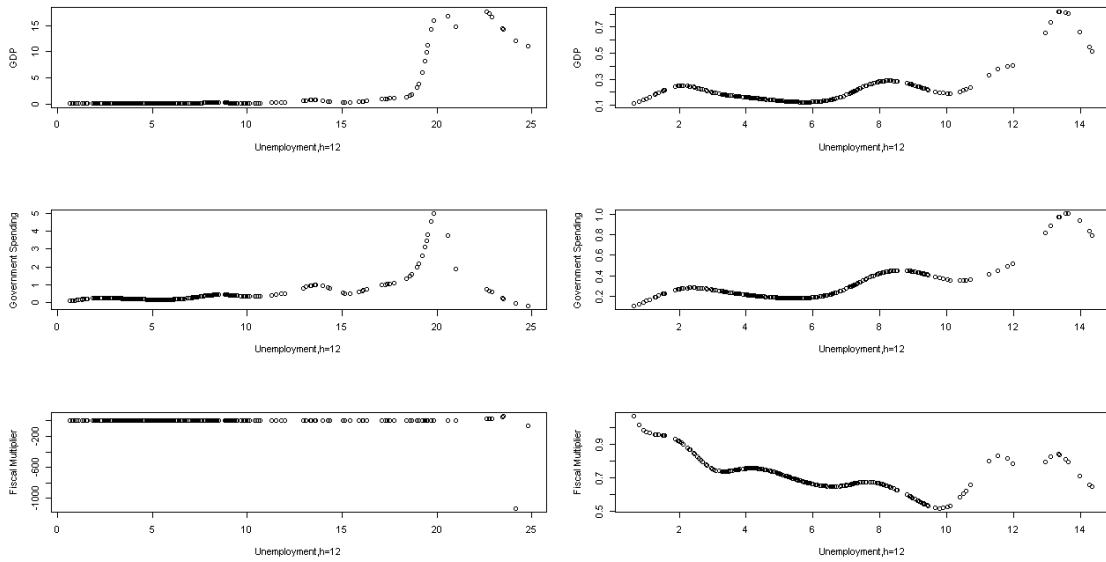 GDP
15
10
5
0
0 5 10 15 20 25
Unemployment,h=12
GDP
0.7
0.5
0.3
0.1
2 4 6 8 10 12 14
Unemployment,h=12
Government Spending
5
4
3
2
1
0
0 5 10 15 20 25
Unemployment,h=12
Government Spending
1.0
0.8
0.6
0.4
0.2
2 4 6 8 10 12 14
Unemployment,h=12
Fiscal Multiplier
-200
-600
-1000
0 5 10 15 20 25
Unemployment,h=12
Fiscal Multiplier
0.9
0.7
0.5
2 4 6 8 10 12 14
Unemployment,h=12